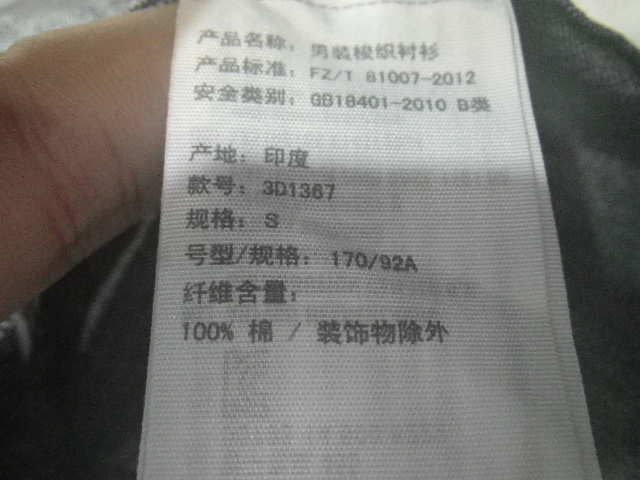 产品名称: 男装梭织衬衫
产品标准: FZ/T 81007-2012
安全类别: GB18401-2010 B类
产地: 印度
款号: 3D1367
规格: S
号型/规格: 170/92A
纤维含量:
100% 棉 / 装饰物除外